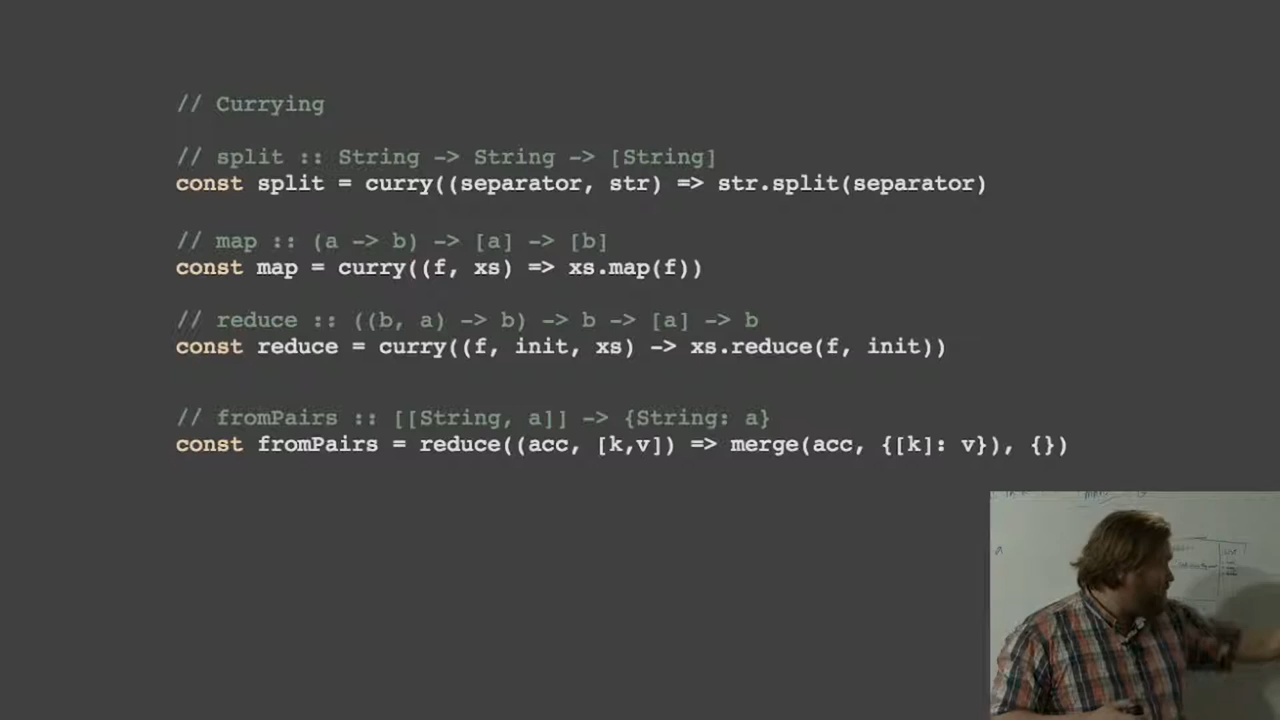 // Currying
// split :: String -> String -> [String]
const split = curry((separator, str) => str.split(separator)
// map :: (a -> b) -> [a] -> [b]
const map = curry((f, xs) => xs.map(f))
// reduce :: ((b, a) -> b) -> b -> [a] -> b
const reduce = curry((f, init, xs) -> xs.reduce(f, init))
// fromPairs :: [[String, a]] -> {String: a}
const fromPairs = reduce((acc, [k,v]) => merge(acc, {[k]: v}), {})